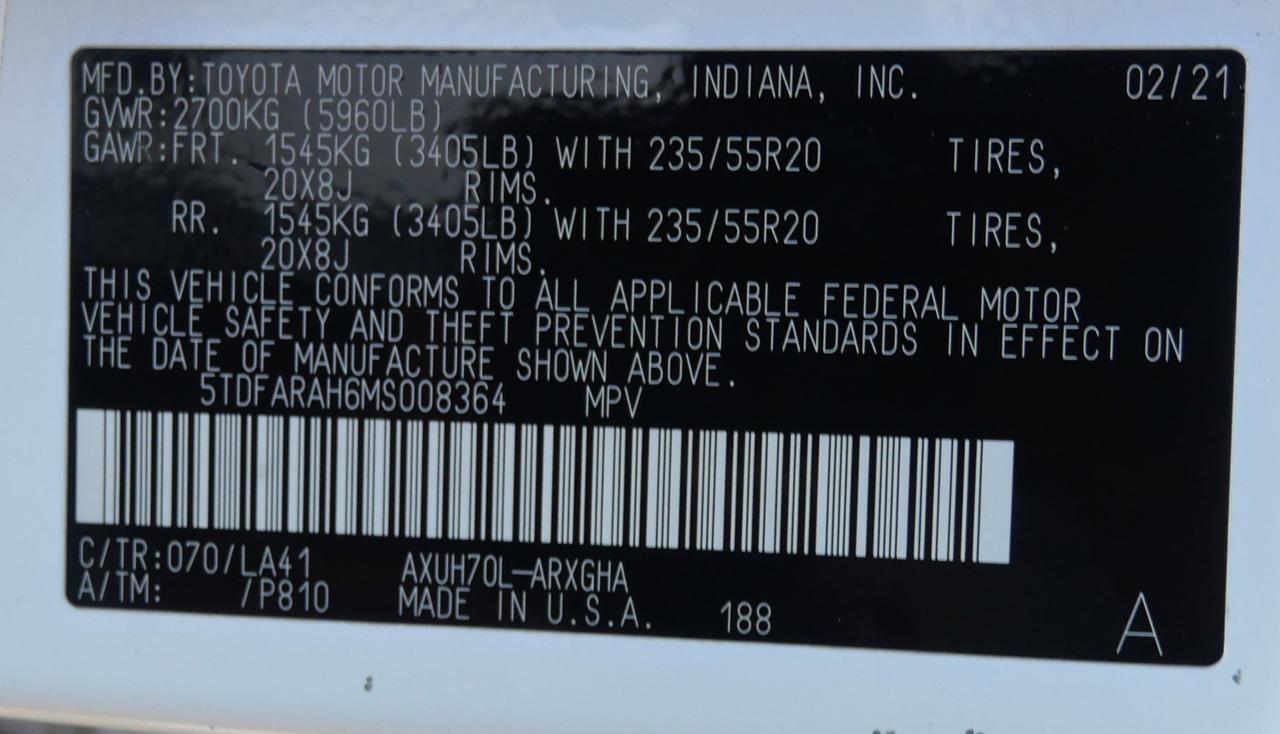 MFD.BY:TOYOTA MOTOR MANUFACTURING, INDIANA, INC. 02/21
GVWR:2700KG (5960LB)
GAWR:FRT. 1545KG (3405LB) WITH 235/55R20 TIRES,
20X8J RIMS.
RR. 1545KG (3405LB) WITH 235/55R20 TIRES,
20X8J RIMS.
THIS VEHICLE CONFORMS TO ALL APPLICABLE FEDERAL MOTOR
VEHICLE SAFETY AND THEFT PREVENTION STANDARDS IN EFFECT ON
THE DATE OF MANUFACTURE SHOWN ABOVE.
5TDFARAH6MS008364 MPV
C/TR:070/LA41 AXUH70L-ARXGHA
A/TM: /P810 MADE IN U.S.A. 188 A